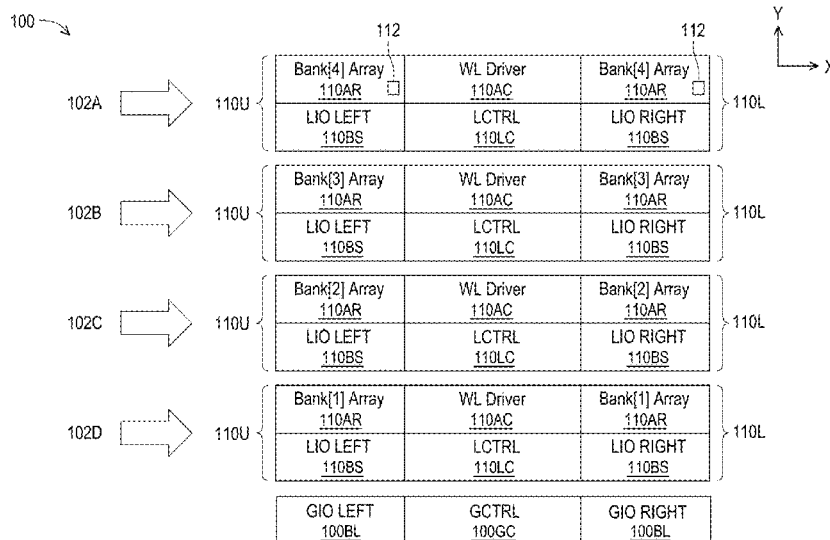 100
112
112
Y
X
Bank[4] Array
110AR
WL Driver
110AC
Bank[4] Array
110AR
102A
110U
110L
LIO LEFT
110BS
LCTRL
110LC
LIO RIGHT
110BS
Bank[3] Array
110AR
WL Driver
110AC
Bank[3] Array
110AR
102B
110U
110L
LIO LEFT
110BS
LCTRL
110LC
LIO RIGHT
110BS
Bank[2] Array
110AR
WL Driver
110AC
Bank[2] Array
110AR
102C
110U
110L
LIO LEFT
110BS
LCTRL
110LC
LIO RIGHT
110BS
Bank[1] Array
110AR
WL Driver
110AC
Bank[1] Array
110AR
102D
110U
110L
LIO LEFT
110BS
LCTRL
110LC
LIO RIGHT
110BS
GIO LEFT
100BL
GCTRL
100GC
GIO RIGHT
100BL